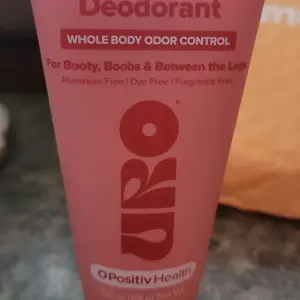 Deodorant
WHOLE BODY ODOR CONTROL
For Booty, Boobs & Between the Legs
Aluminum Free | Dye Free | Fragrance Free
URO
O Positiv Health